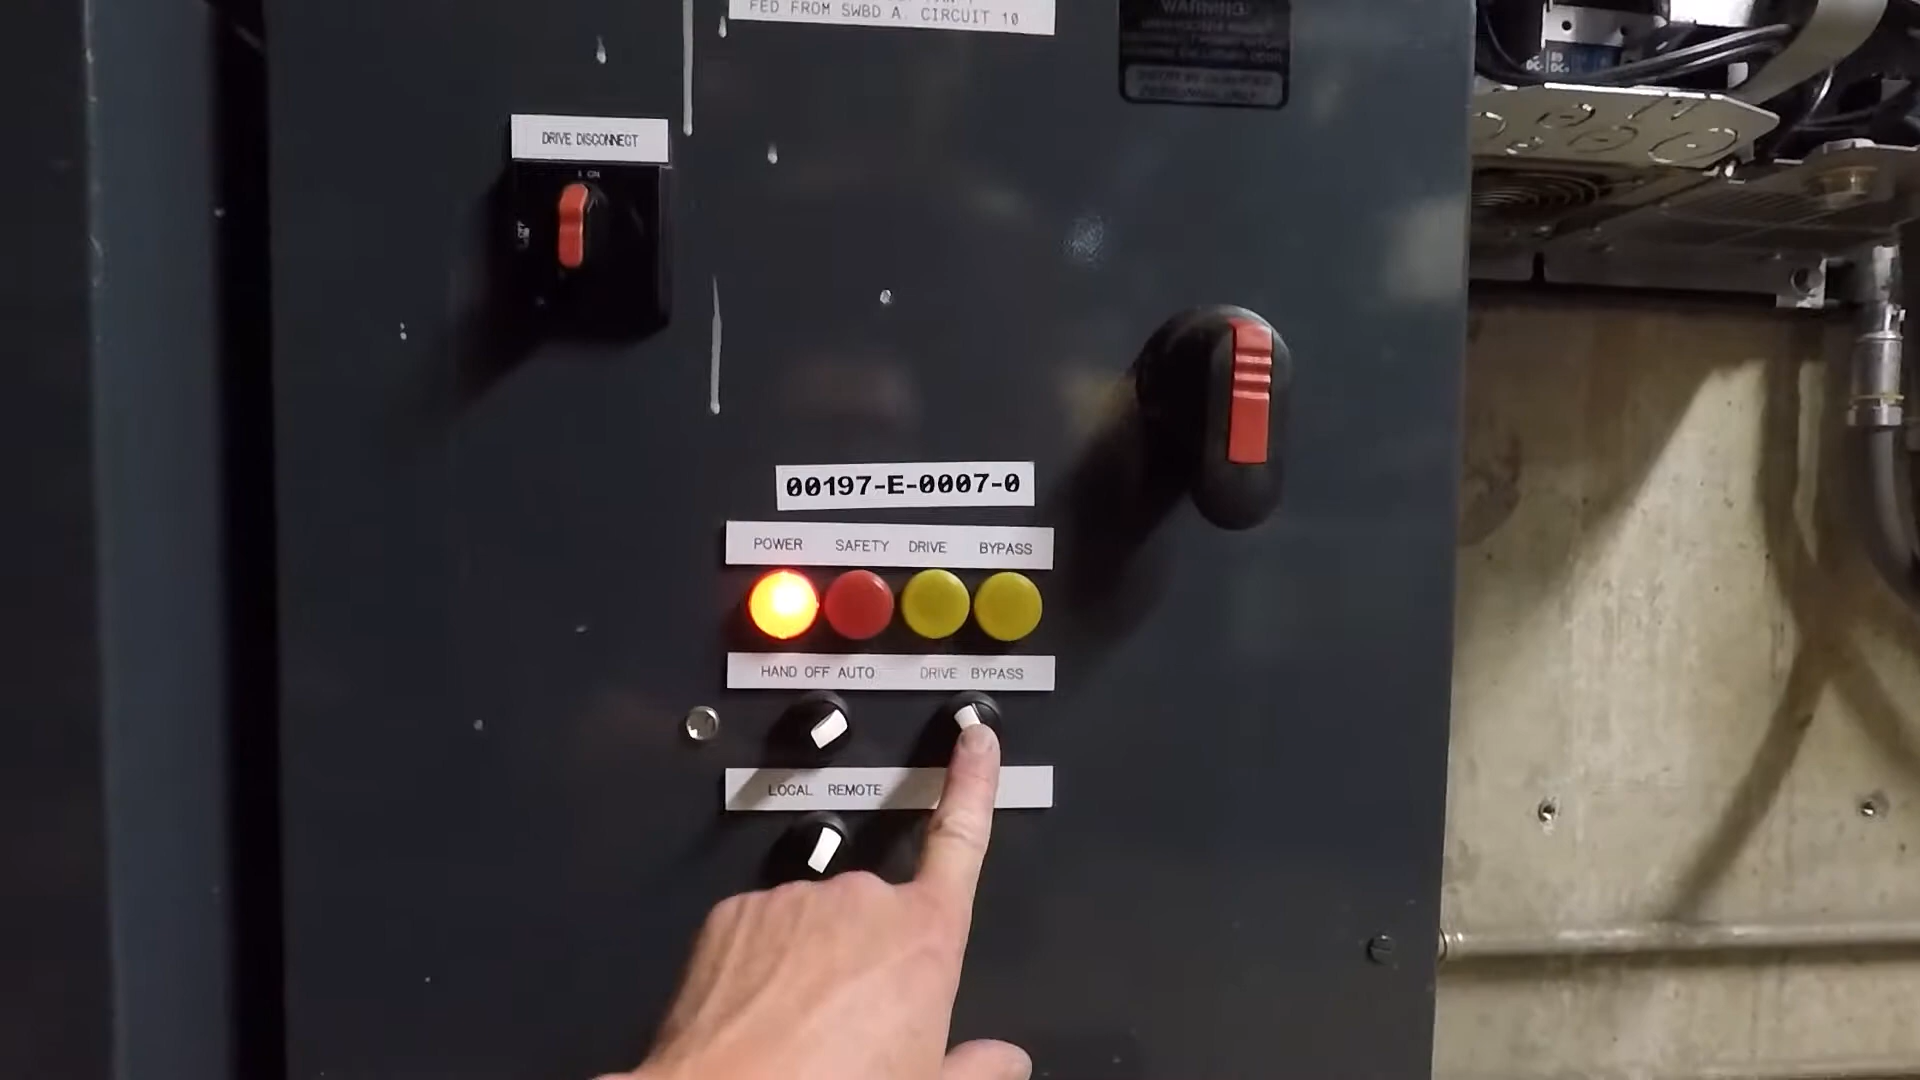 FED FROM SWBD A. CIRCUIT 10
WARNING:
DRIVE DISCONNECT
I ON
00197-E-0007-0
POWER SAFETY DRIVE BYPASS
HAND OFF AUTO DRIVE BYPASS
LOCAL REMOTE